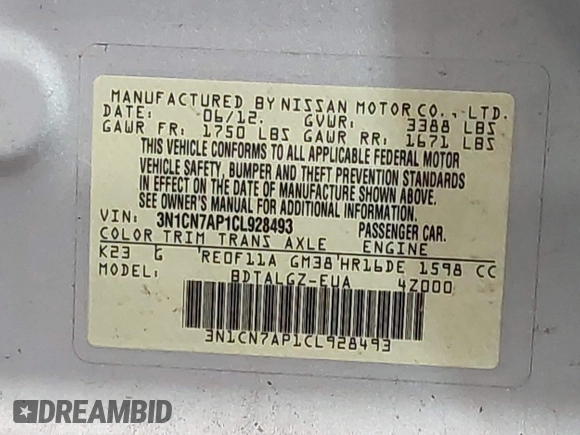 MANUFACTURED BY NISSAN MOTOR CO., LTD.
DATE: 06/12. GVWR: 3388 LBS
GAWR FR: 1750 LBS GAWR RR: 1671 LBS
THIS VEHICLE CONFORMS TO ALL APPLICABLE FEDERAL MOTOR
VEHICLE SAFETY, BUMPER AND THEFT PREVENTION STANDARDS
IN EFFECT ON THE DATE OF MANUFACTURE SHOWN ABOVE.
SEE OWNER'S MANUAL FOR ADDITIONAL INFORMATION.
VIN: 3N1CN7AP1CL928493 PASSENGER CAR.
COLOR TRIM TRANS AXLE ENGINE
K23 G RE0F11A GM38 HR16DE 1598 CC
MODEL: BDTALGZ-EUA 4Z000
3N1CN7AP1CL928493
DREAMBID